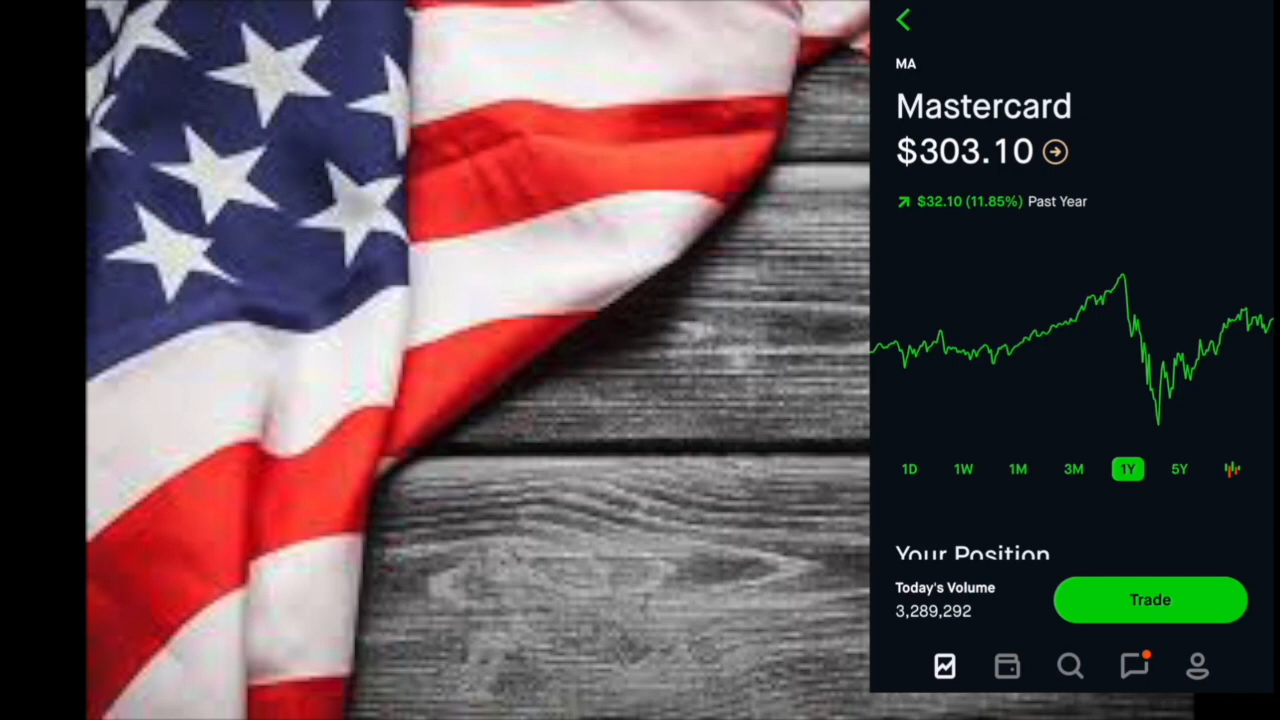 MA
Mastercard
$303.10
$32.10 (11.85%) Past Year
1D 1W 1M 3M 1Y 5Y
Your Position
Today's Volume
3,289,292
Trade